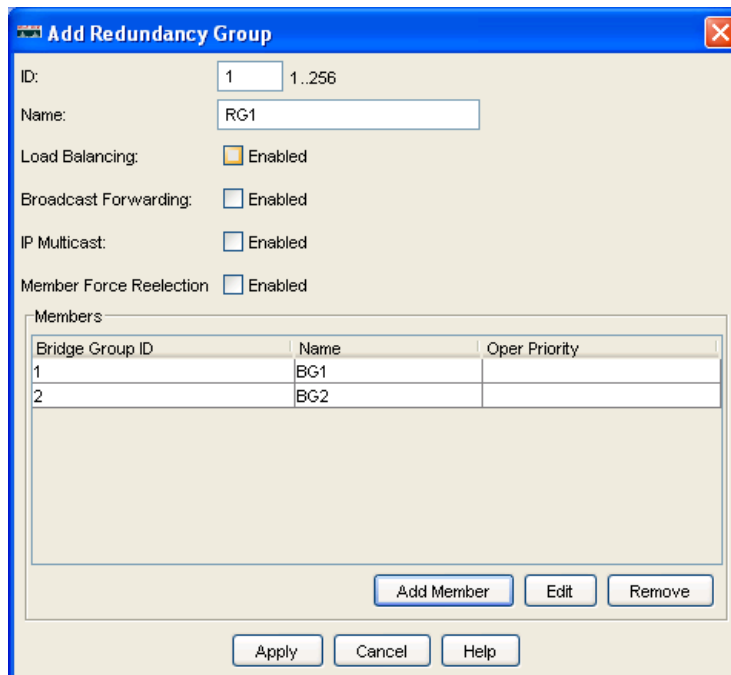 Add Redundancy Group
ID: 1 1..256
Name: RG1
Load Balancing: Enabled
Broadcast Forwarding: Enabled
IP Multicast: Enabled
Member Force Reelection Enabled
Members
Bridge Group ID Name Oper Priority
1 BG1
2 BG2
Add Member Edit Remove
Apply Cancel Help